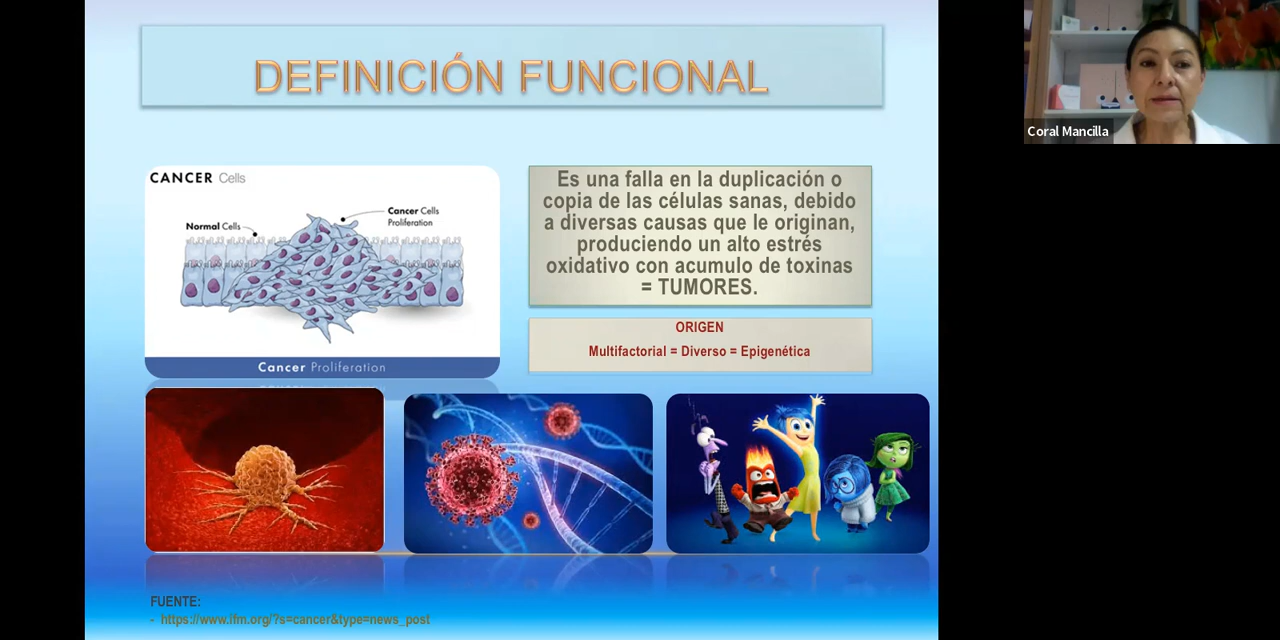 DEFINICIÓN FUNCIONAL
Coral Mancilla
CANCER Cells
Normal Cells
Cancer Cells
Proliferation
Cancer Proliferation
Es una falla en la duplicación o
copia de las células sanas, debido
a diversas causas que le originan,
produciendo un alto estrés
oxidativo con acumulo de toxinas
= TUMORES.
ORIGEN
Multifactorial = Diverso = Epigenética
FUENTE:
- https://www.ifm.org/?s=cancer&type=news_post